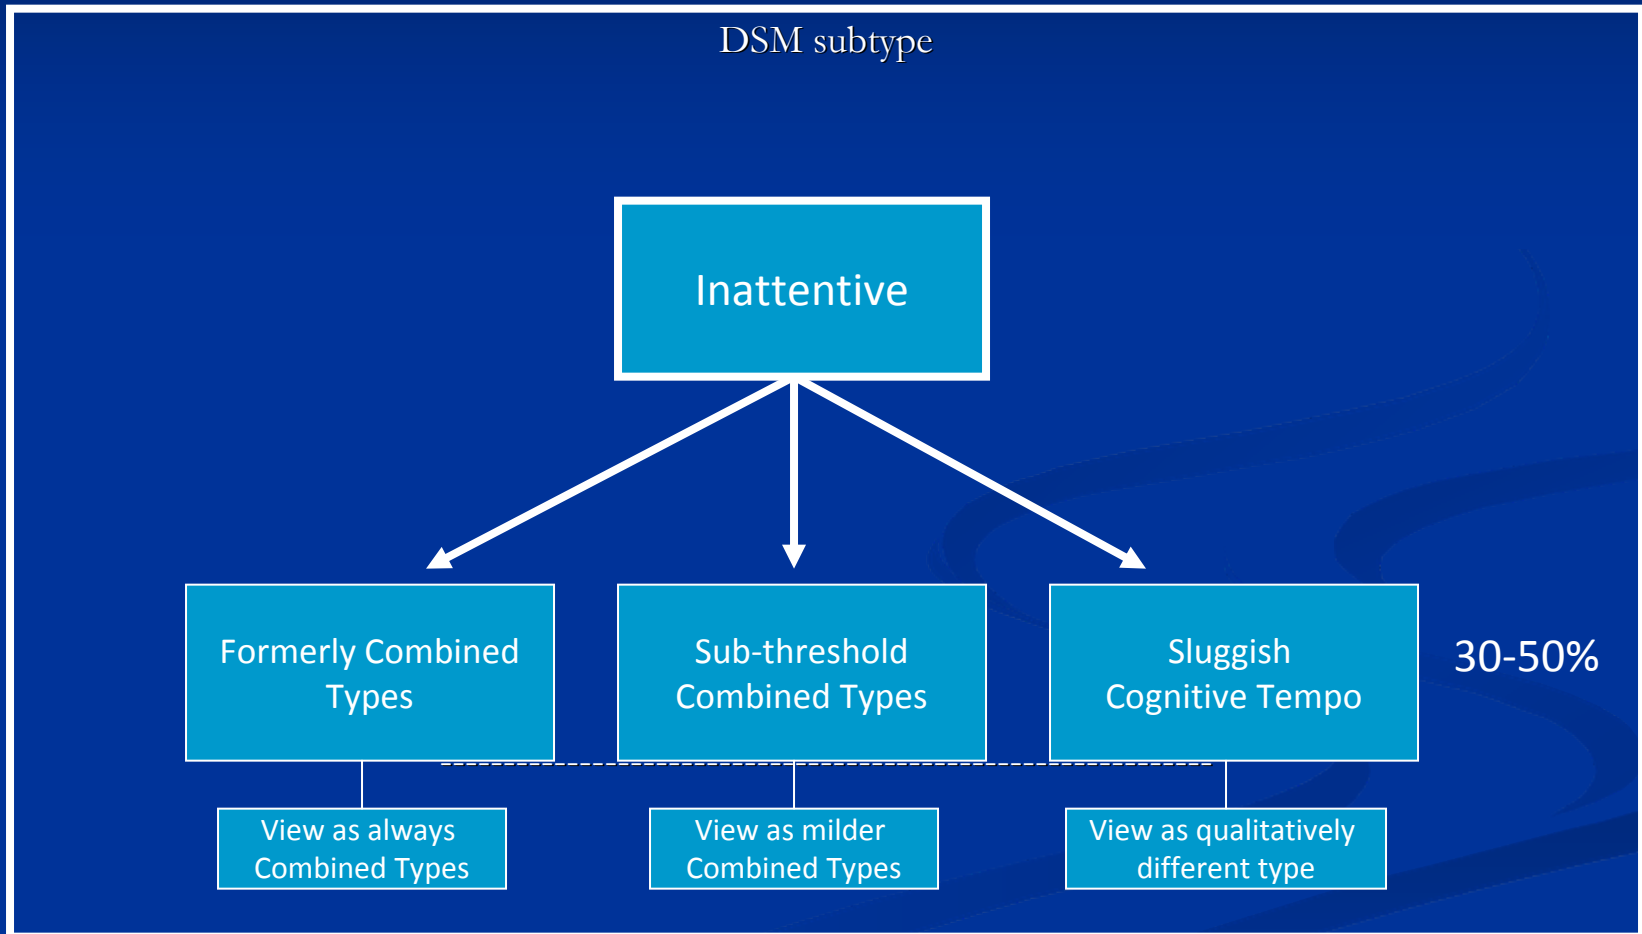 DSM subtype
Inattentive
Formerly Combined
Types
Sub-threshold
Combined Types
Sluggish
Cognitive Tempo
30-50%
View as always
Combined Types
View as milder
Combined Types
View as qualitatively
different type